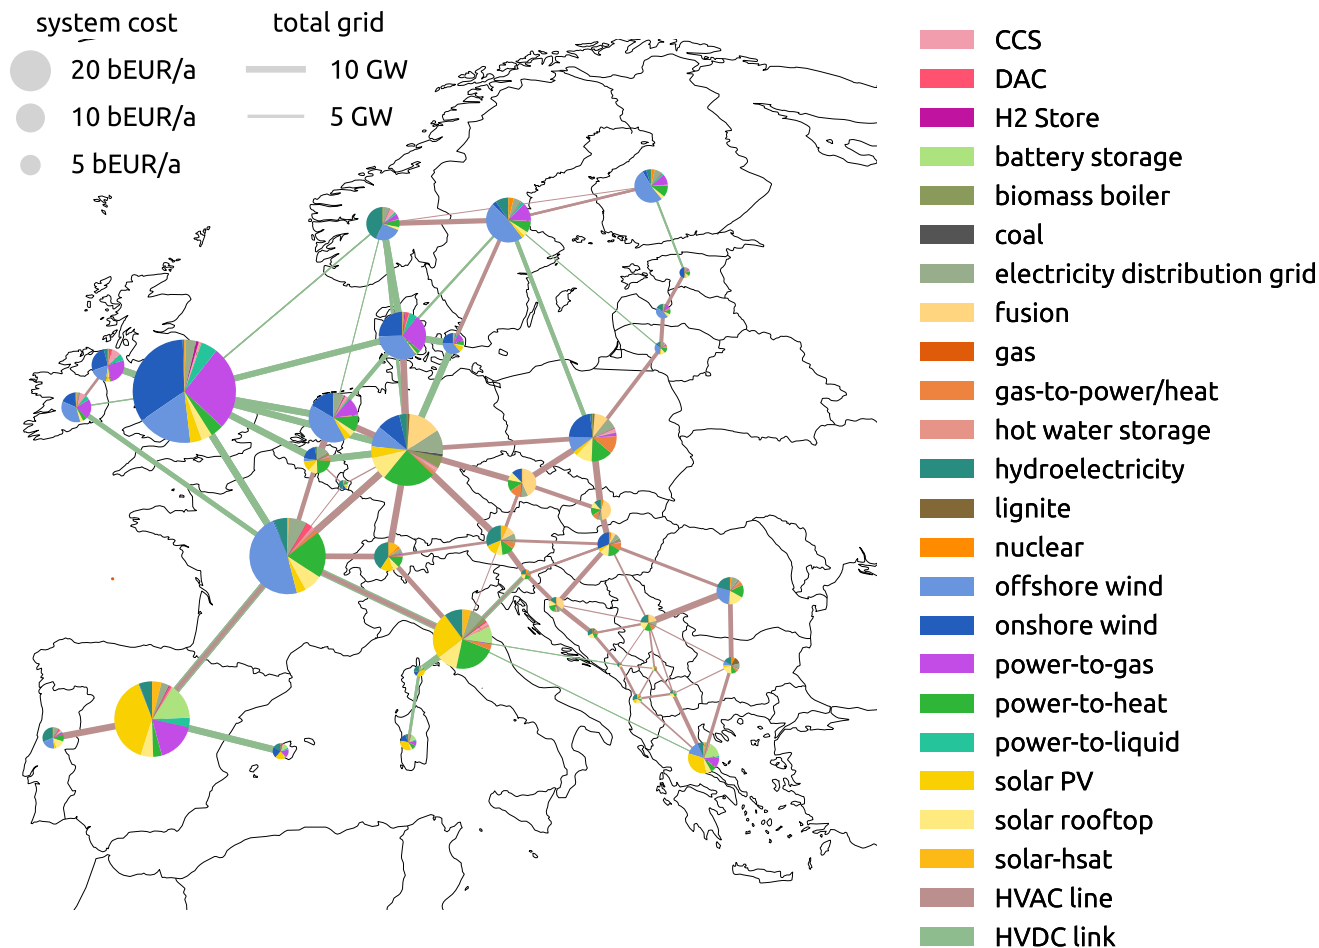 system cost
total grid
20 bEUR/a
10 GW
10 bEUR/a
5 GW
5 bEUR/a
CCS
DAC
H2 Store
battery storage
biomass boiler
coal
electricity distribution grid
fusion
gas
gas-to-power/heat
hot water storage
hydroelectricity
lignite
nuclear
offshore wind
onshore wind
power-to-gas
power-to-heat
power-to-liquid
solar PV
solar rooftop
solar-hsat
HVAC line
HVDC link